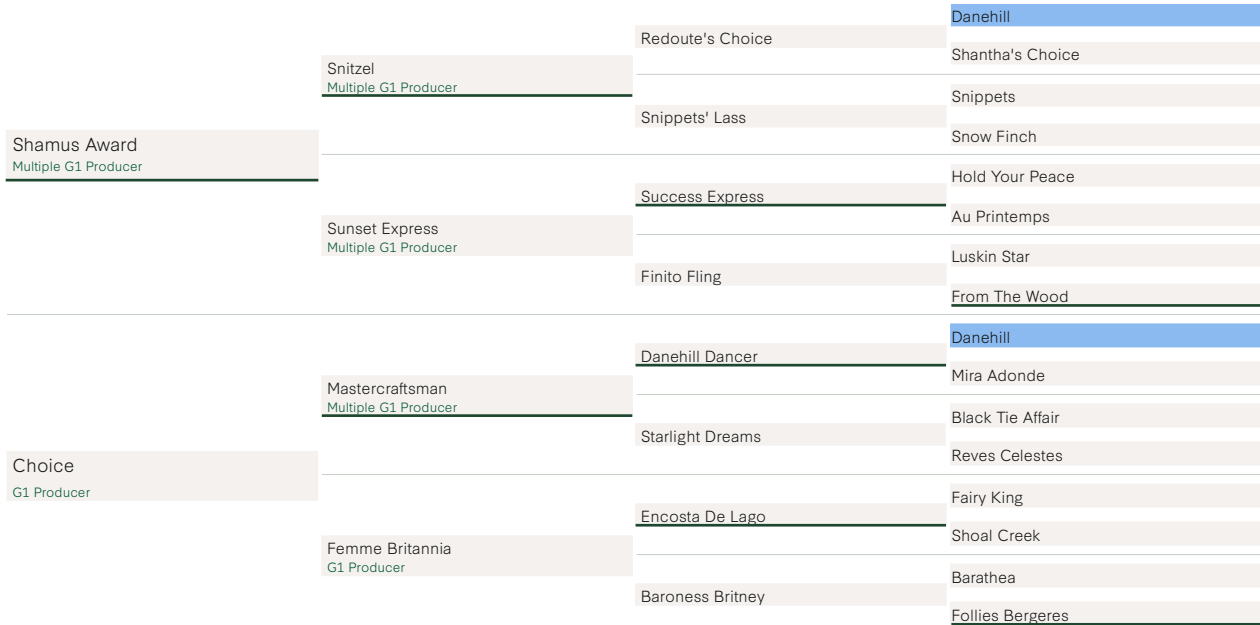 Shamus Award
Multiple G1 Producer
Choice
G1 Producer
Snitzel
Multiple G1 Producer
Sunset Express
Multiple G1 Producer
Mastercraftsman
Multiple G1 Producer
Femme Britannia
G1 Producer
Redoute's Choice
Snippets' Lass
Success Express
Finito Fling
Danehill Dancer
Starlight Dreams
Encosta De Lago
Baroness Britney
Danehill
Shantha's Choice
Snippets
Snow Finch
Hold Your Peace
Au Printemps
Luskin Star
From The Wood
Danehill
Mira Adonde
Black Tie Affair
Reves Celestes
Fairy King
Shoal Creek
Barathea
Follies Bergeres